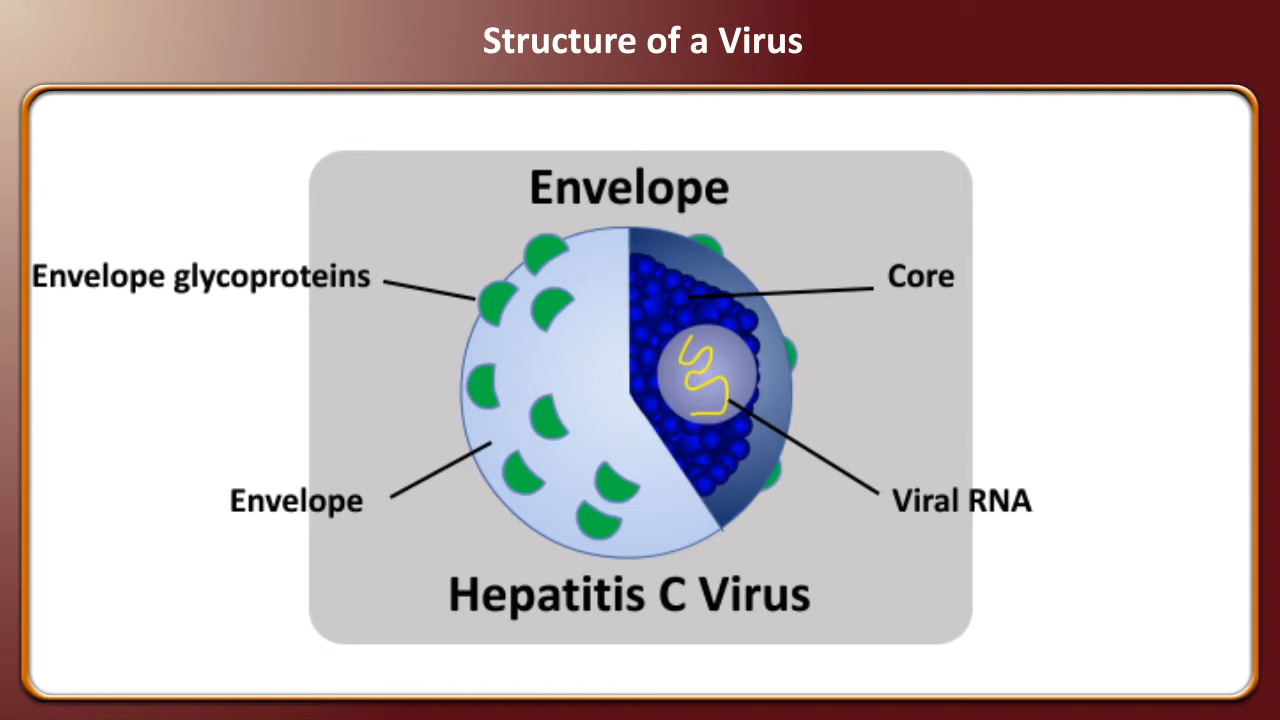 Structure of a Virus
Envelope
Envelope glycoproteins
Core
Envelope
Viral RNA
Hepatitis C Virus